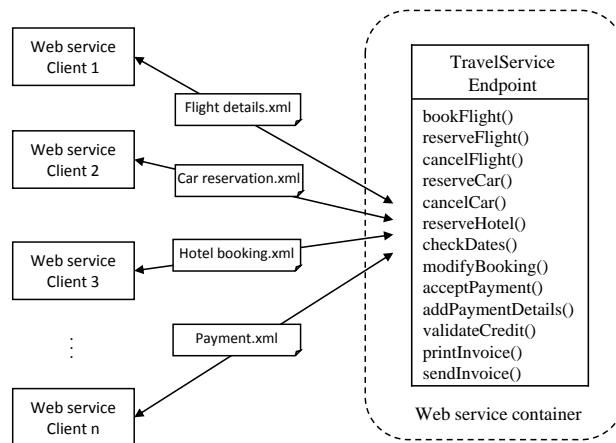 Web service
Client 1
Web service
Client 2
Web service
Client 3
Web service
Client n
Flight details.xml
Car reservation.xml
Hotel booking.xml
Payment.xml
TravelService
Endpoint
bookFlight()
reserveFlight()
cancelFlight()
reserveCar()
cancelCar()
reserveHotel()
checkDates()
modifyBooking()
acceptPayment()
addPaymentDetails()
validateCredit()
printInvoice()
sendInvoice()
Web service container